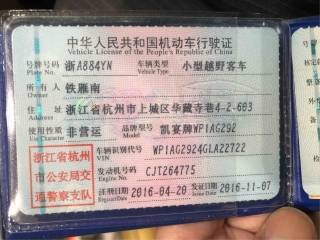 中华人民共和国机动车行驶证
Vehicle License of the People's Republic of China
号牌号码 浙A884YN 车辆类型 小型越野客车
Plate No. Vehicle Type
所有人 铁雁南
Owner
住址 浙江省杭州市上城区华藏寺巷4-2-603
Address
使用性质 非营运 品牌型号 凯宴牌WP1AG292
Use Character Model
浙江省杭州 车辆识别代号 WP1AG2924GLA22722
VIN
市公安局交 发动机号码 CJT264775
Engine No.
通警察支队 注册日期 2016-04-20 发证日期 2016-11-07
Register Date Issue Date